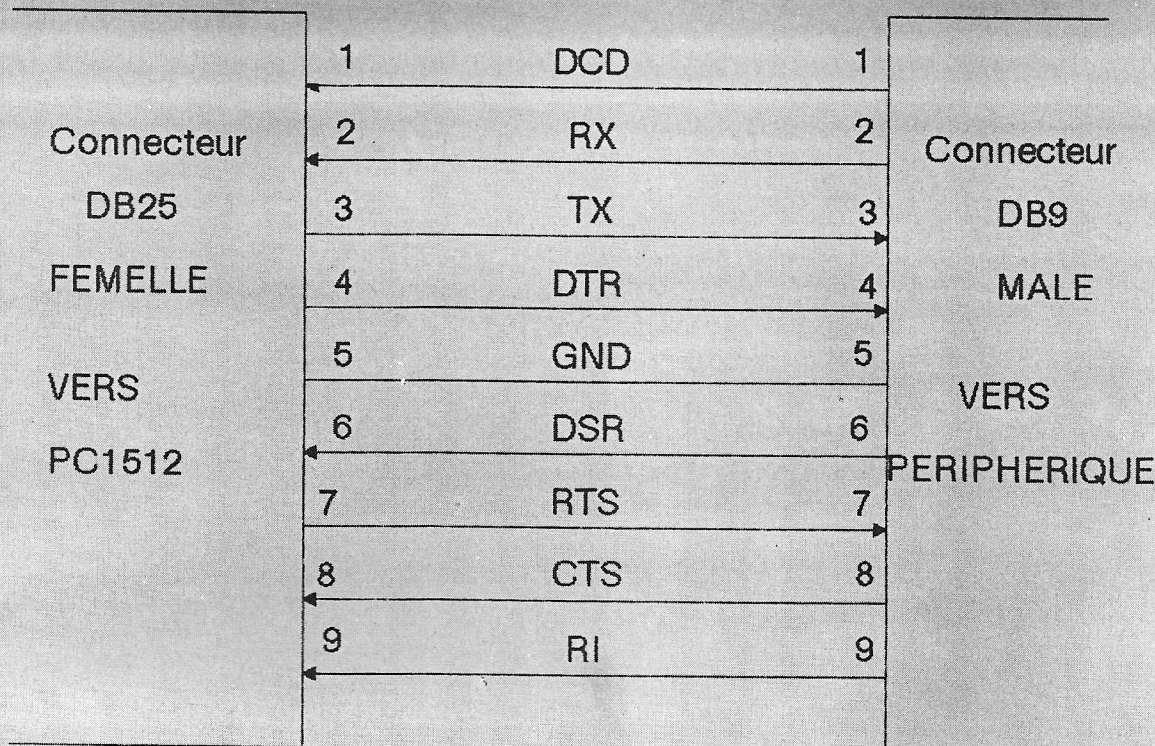 1 DCD 1
Connecteur 2 RX 2 Connecteur
DB25 3 TX 3 DB9
FEMELLE 4 DTR 4 MALE
5 GND 5
VERS VERS
6 DSR 6
PC1512 PERIPHERIQUE
7 RTS 7
8 CTS 8
9 RI 9